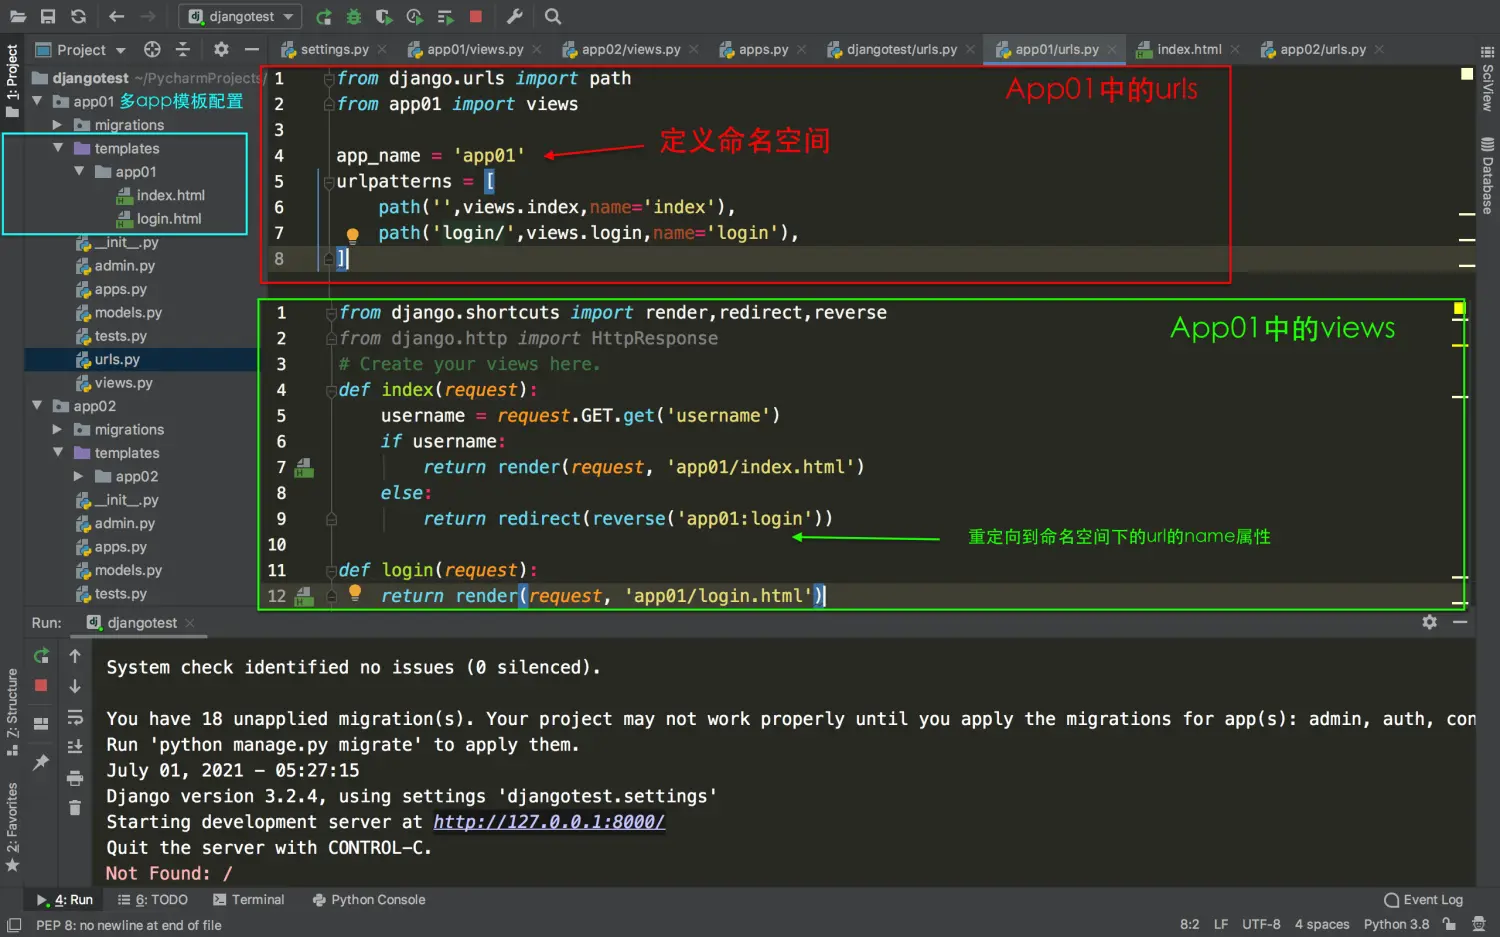 djangotest
Project
settings.py
app01/views.py
app02/views.py
apps.py
djangotest/urls.py
app01/urls.py
index.html
app02/urls.py
1: Project
SciView
Database
djangotest ~/PycharmProjects/
app01 多app模板配置
migrations
templates
app01
index.html
login.html
__init__.py
admin.py
apps.py
models.py
tests.py
urls.py
views.py
app02
migrations
templates
app02
__init__.py
admin.py
apps.py
models.py
tests.py
App01中的urls
定义命名空间
1 from django.urls import path
2 from app01 import views
3
4 app_name = 'app01'
5 urlpatterns = [
6 path('',views.index,name='index'),
7 path('login/',views.login,name='login'),
8 ]
App01中的views
1 from django.shortcuts import render,redirect,reverse
2 from django.http import HttpResponse
3 # Create your views here.
4 def index(request):
5 username = request.GET.get('username')
6 if username:
7 return render(request, 'app01/index.html')
8 else:
9 return redirect(reverse('app01:login'))
重定向到命名空间下的url的name属性
10
11 def login(request):
12 return render(request, 'app01/login.html')
Run: djangotest
7: Structure
2: Favorites
System check identified no issues (0 silenced).
You have 18 unapplied migration(s). Your project may not work properly until you apply the migrations for app(s): admin, auth, con
Run 'python manage.py migrate' to apply them.
July 01, 2021 - 05:27:15
Django version 3.2.4, using settings 'djangotest.settings'
Starting development server at http://127.0.0.1:8000/
Quit the server with CONTROL-C.
Not Found: /
4: Run
6: TODO
Terminal
Python Console
Event Log
PEP 8: no newline at end of file
8:2 LF UTF-8 4 spaces Python 3.8